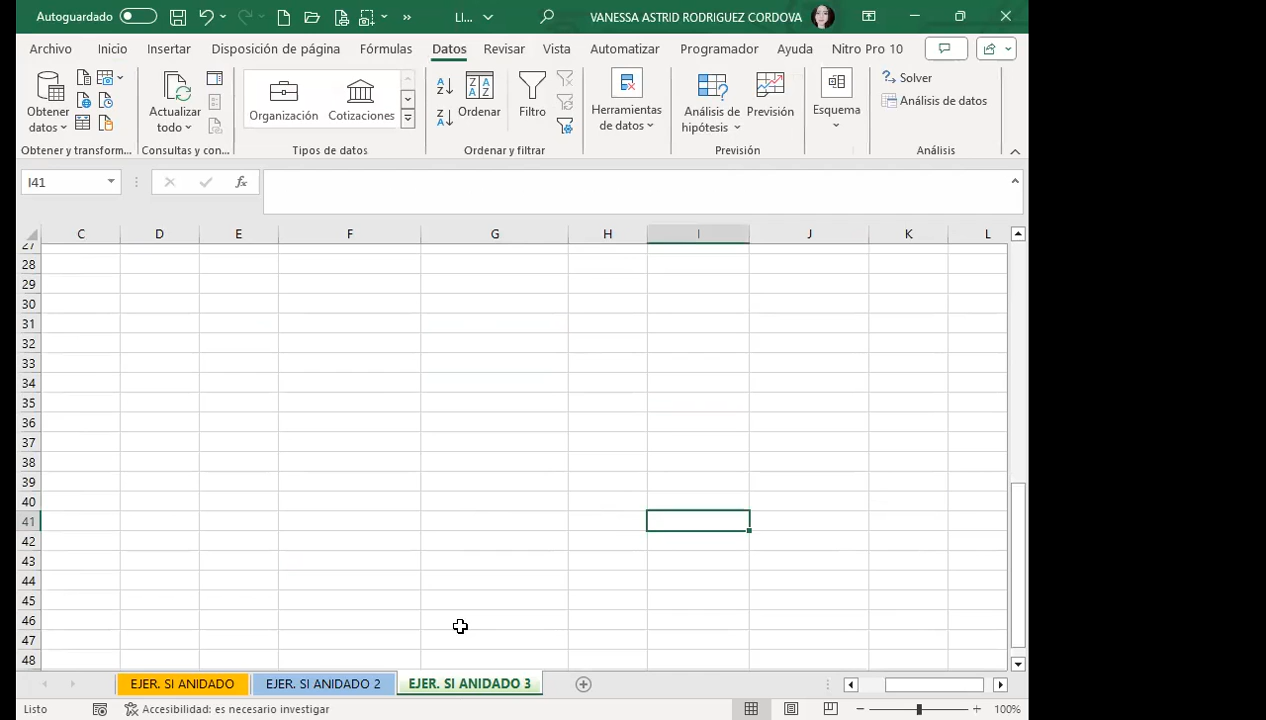 Autoguardado
LI...
VANESSA ASTRID RODRIGUEZ CORDOVA
Archivo
Inicio
Insertar
Disposición de página
Fórmulas
Datos
Revisar
Vista
Automatizar
Programador
Ayuda
Nitro Pro 10
Obtener
datos
Actualizar
todo
Organización
Cotizaciones
Ordenar
Filtro
Herramientas
de datos
Análisis de
hipótesis
Previsión
Esquema
Solver
Análisis de datos
Obtener y transform...
Consultas y con...
Tipos de datos
Ordenar y filtrar
Previsión
Análisis
I41
fx
C D E F G H I J K L
27
28
29
30
31
32
33
34
35
36
37
38
39
40
41
42
43
44
45
46
47
48
EJER. SI ANIDADO
EJER. SI ANIDADO 2
EJER. SI ANIDADO 3
Listo
Accesibilidad: es necesario investigar
100%